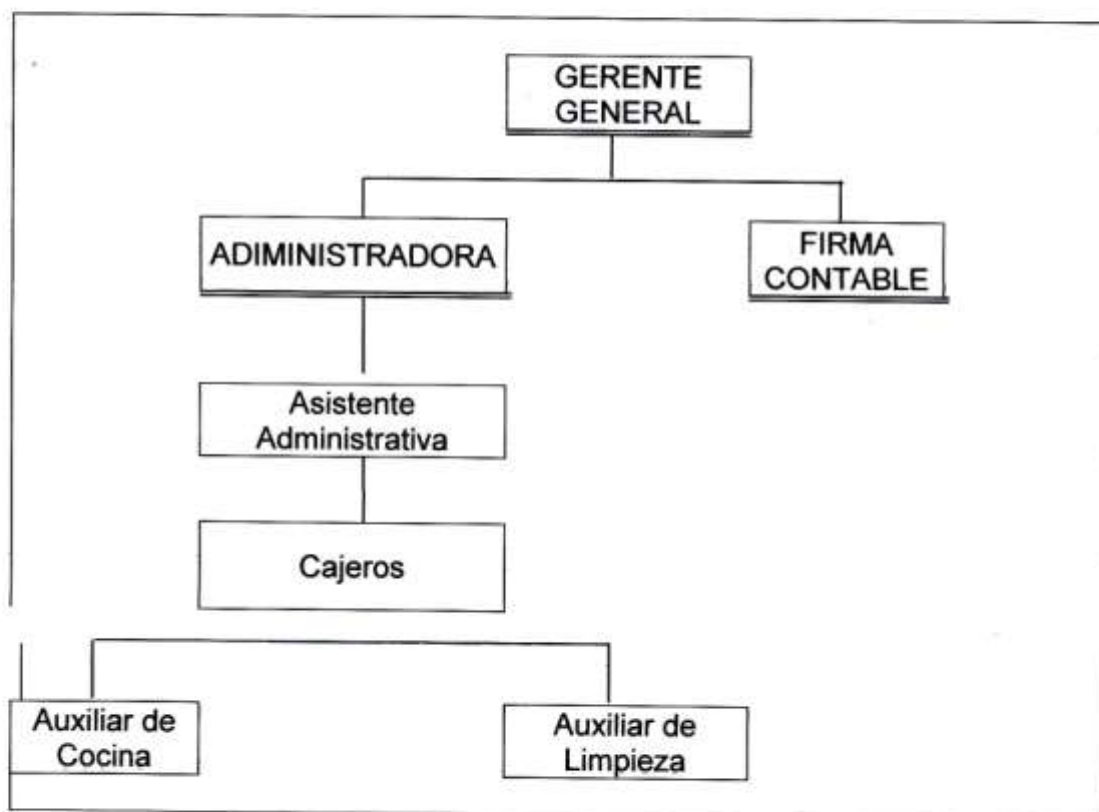 GERENTE
GENERAL
ADIMINISTRADORA
FIRMA
CONTABLE
Asistente
Administrativa
Cajeros
Auxiliar de
Cocina
Auxiliar de
Limpieza